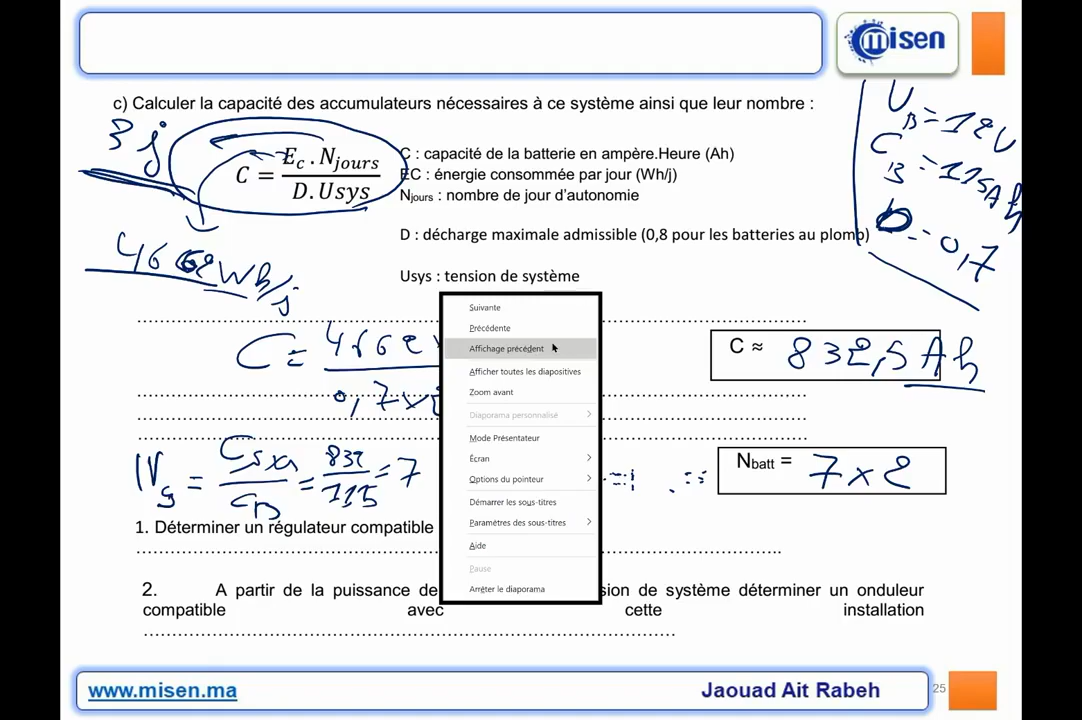 misen
c) Calculer la capacité des accumulateurs nécessaires à ce système ainsi que leur nombre :
3 j
C = Ec . Njours / D. Usys
C : capacité de la batterie en ampère.Heure (Ah)
EC : énergie consommée par jour (Wh/j)
Njours : nombre de jour d'autonomie
D : décharge maximale admissible (0,8 pour les batteries au plomb)
Usys : tension de système
UB = 12V
CB = 115Ah
D = 0,7
4662 Wh/j
C = 4662
0,7x
C ≈ 832,5 Ah
= 832 / 115 = 7
Nbatt = 7 x 2
Suivante
Précédente
Affichage précédent
Afficher toutes les diapositives
Zoom avant
Diaporama personnalisé
Mode Présentateur
Écran
Options du pointeur
Démarrer les sous-titres
Paramètres des sous-titres
Aide
Pause
Arrêter le diaporama
1. Déterminer un régulateur compatible
2. A partir de la puissance de sion de système déterminer un onduleur
compatible avec cette installation
www.misen.ma
Jaouad Ait Rabeh
25